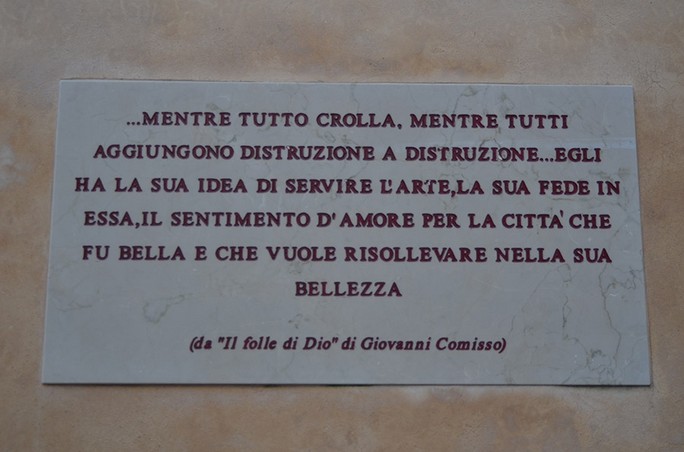 ...MENTRE TUTTO CROLLA, MENTRE TUTTI
AGGIUNGONO DISTRUZIONE A DISTRUZIONE...EGLI
HA LA SUA IDEA DI SERVIRE L'ARTE,LA SUA FEDE IN
ESSA,IL SENTIMENTO D'AMORE PER LA CITTA' CHE
FU BELLA E CHE VUOLE RISOLLEVARE NELLA SUA
BELLEZZA
(da "Il folle di Dio" di Giovanni Comisso)